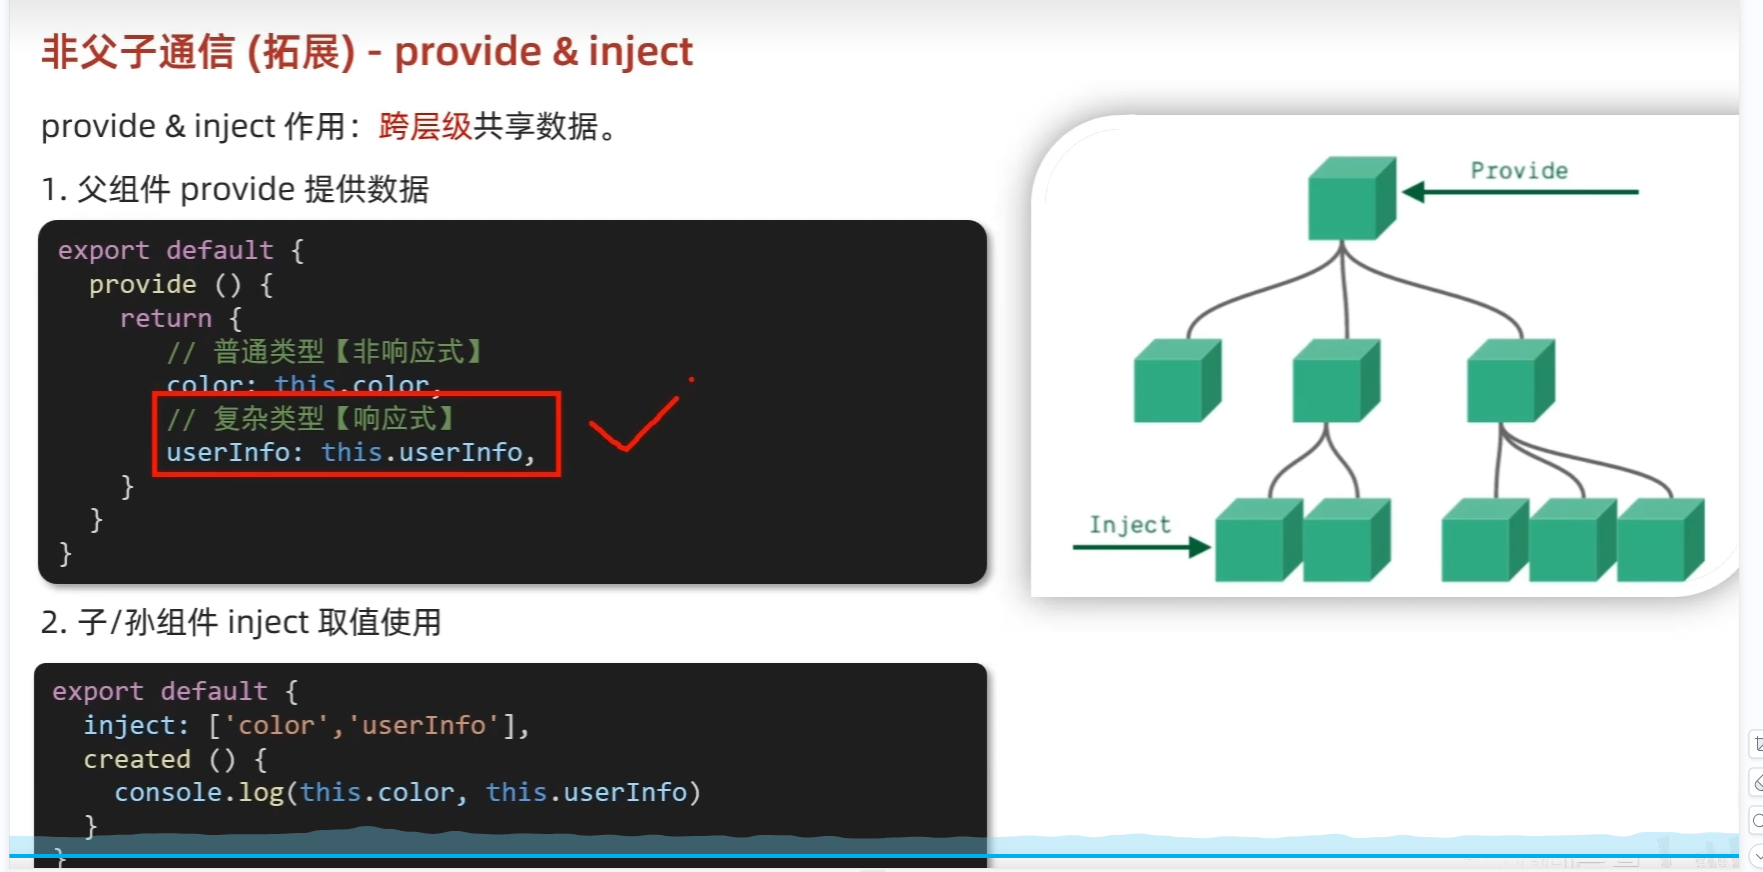 非父子通信 (拓展) - provide & inject
provide & inject 作用：跨层级共享数据。
1. 父组件 provide 提供数据
export default {
provide () {
return {
// 普通类型【非响应式】
color: this.color,
// 复杂类型【响应式】
userInfo: this.userInfo,
}
}
}
2. 子/孙组件 inject 取值使用
export default {
inject: ['color','userInfo'],
created () {
console.log(this.color, this.userInfo)
}
}
Provide
Inject